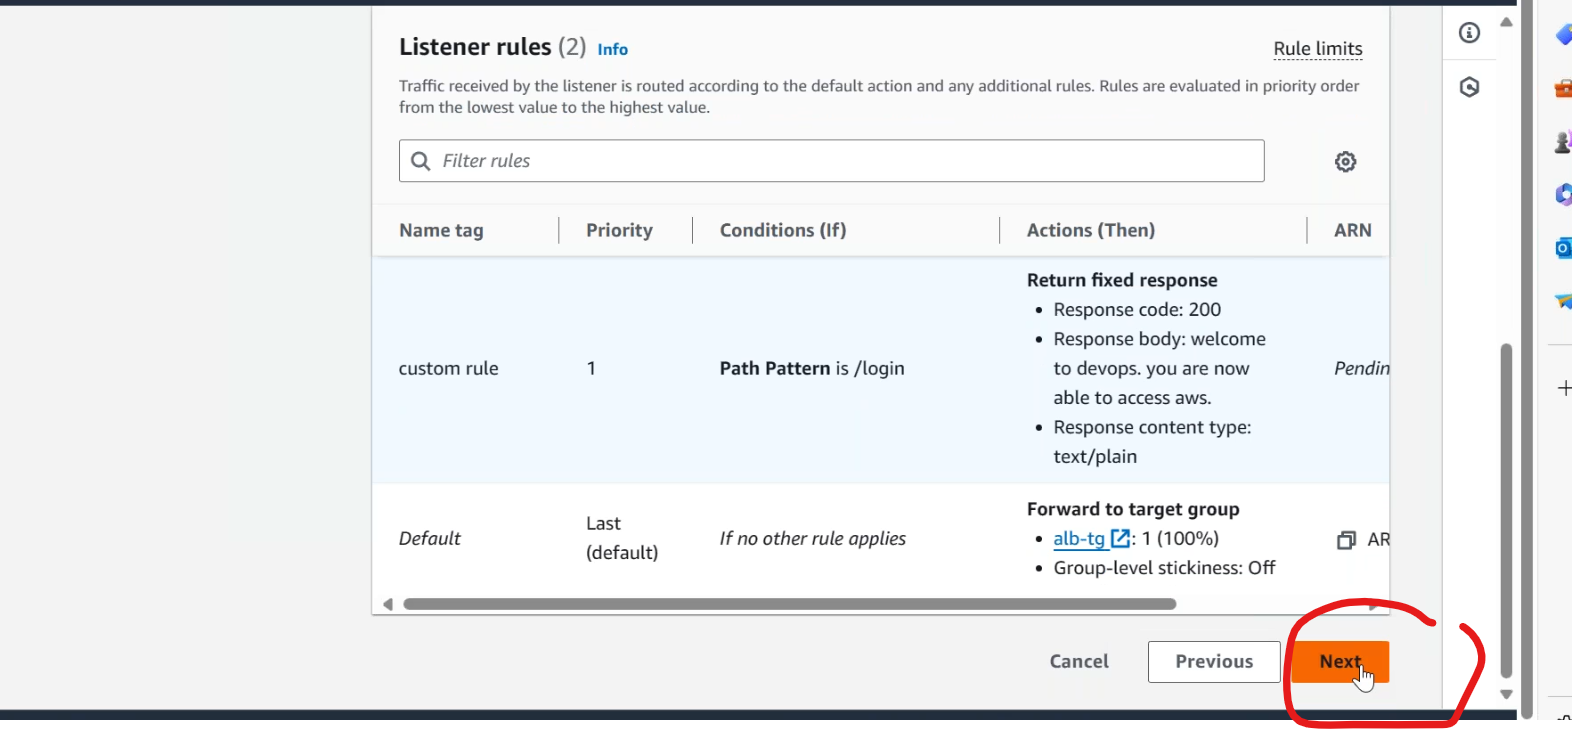 Listener rules (2) Info
Rule limits
Traffic received by the listener is routed according to the default action and any additional rules. Rules are evaluated in priority order
from the lowest value to the highest value.
Filter rules
Name tag Priority Conditions (If) Actions (Then) ARN
custom rule 1 Path Pattern is /login
Return fixed response
• Response code: 200
• Response body: welcome
to devops. you are now
able to access aws.
• Response content type:
text/plain
Pendin
Default
Last
(default)
If no other rule applies
Forward to target group
• alb-tg : 1 (100%)
• Group-level stickiness: Off
AR
Cancel Previous Next